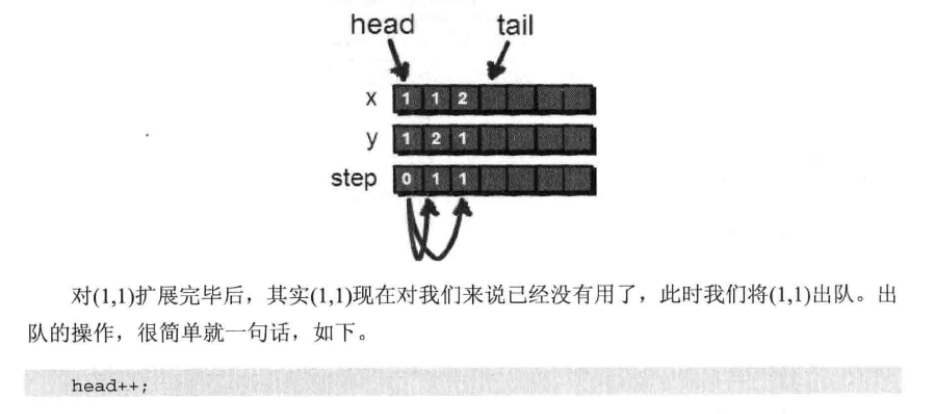 head tail
x 1 1 2
y 1 2 1
step 0 1 1
对(1,1)扩展完毕后，其实(1,1)现在对我们来说已经没有用了，此时我们将(1,1)出队。出
队的操作，很简单就一句话，如下。
head++;